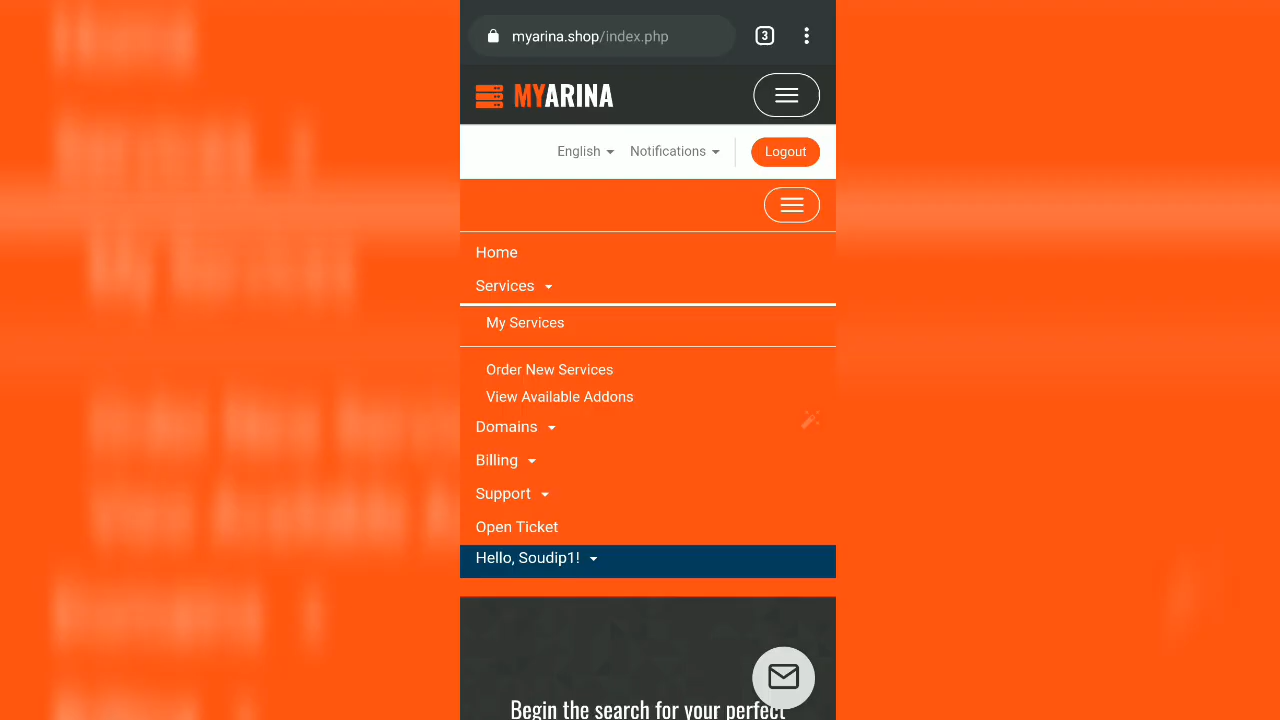 myarina.shop/index.php
3
MYARINA
English
Notifications
Logout
Home
Services
My Services
Order New Services
View Available Addons
Domains
Billing
Support
Open Ticket
Hello, Soudip1!
Begin the search for your perfect